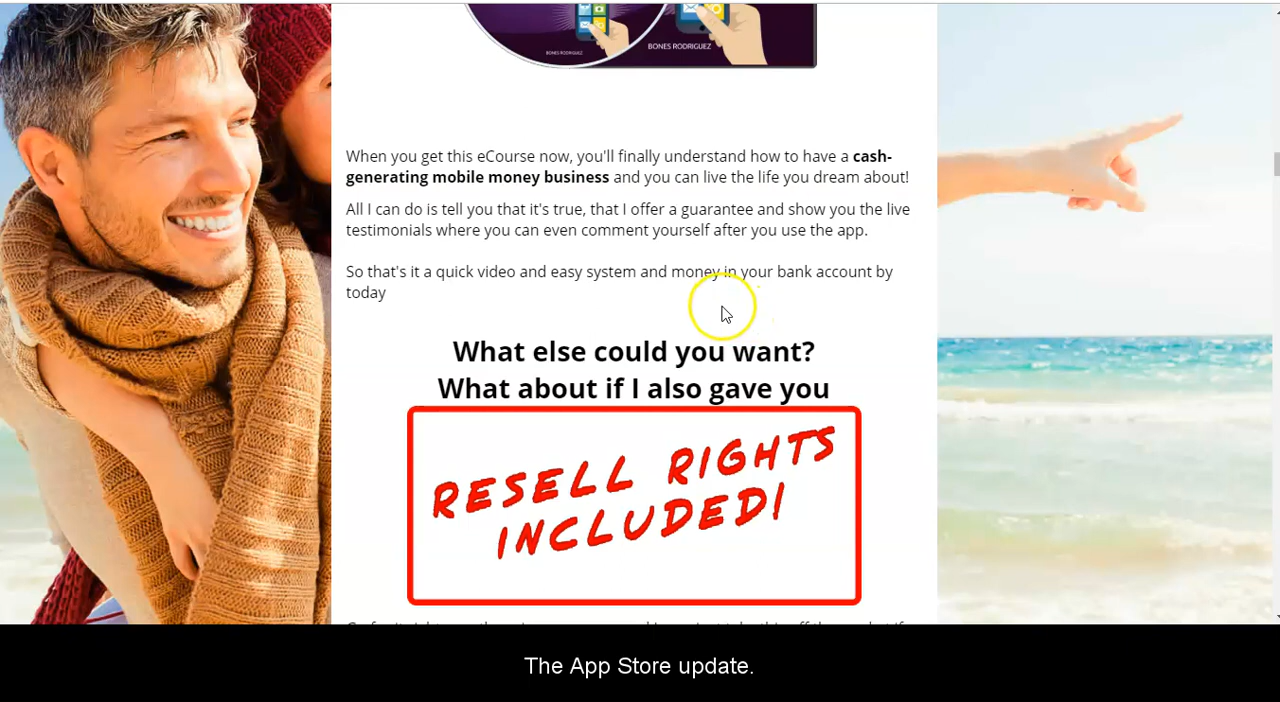 BONES RODRIGUEZ
BONES RODRIGUEZ
When you get this eCourse now, you'll finally understand how to have a cash-
generating mobile money business and you can live the life you dream about!
All I can do is tell you that it's true, that I offer a guarantee and show you the live
testimonials where you can even comment yourself after you use the app.
So that's it a quick video and easy system and money in your bank account by
today
What else could you want?
What about if I also gave you
RESELL RIGHTS
INCLUDED!
The App Store update.